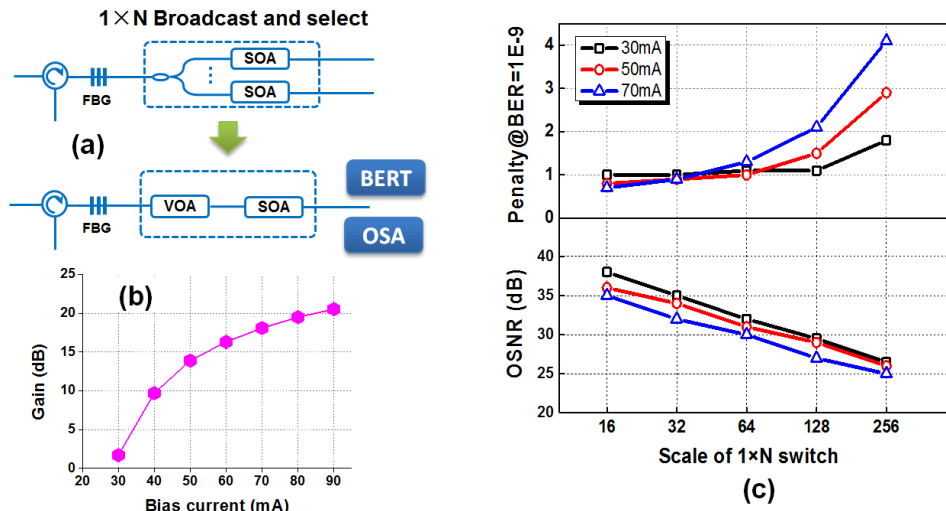 1×N Broadcast and select
SOA
FBG
SOA
(a)
BERT
VOA
SOA
FBG
OSA
25
20
15
10
5
0
Gain (dB)
(b)
20 30 40 50 60 70 80 90
Bias current (mA)
30mA
50mA
70mA
4
3
2
1
0
Penalty@BER=1E-9
35
30
25
20
OSNR (dB)
16 32 64 128 256
Scale of 1×N switch
(c)